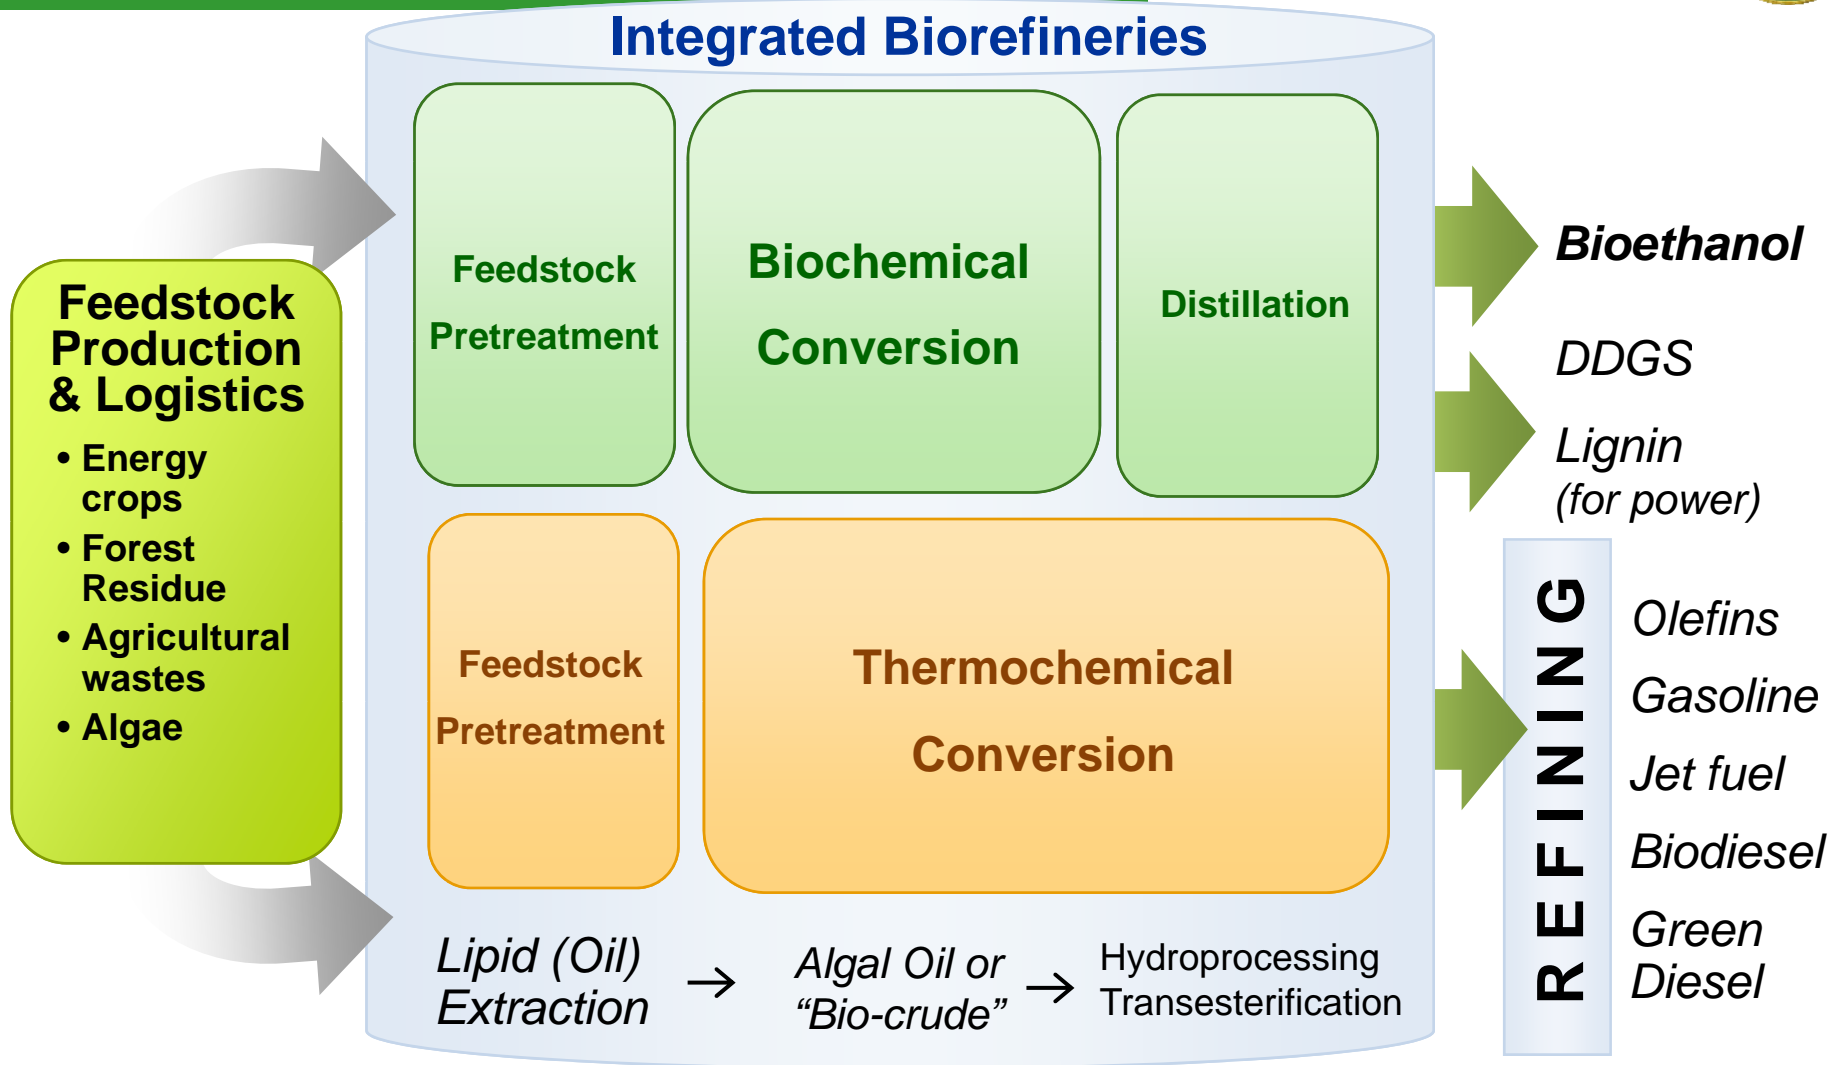 Integrated Biorefineries
Feedstock
Production
& Logistics
• Energy
crops
• Forest
Residue
• Agricultural
wastes
• Algae
Feedstock
Pretreatment
Biochemical
Conversion
Distillation
Feedstock
Pretreatment
Thermochemical
Conversion
Lipid (Oil)
Extraction
→
Algal Oil or
“Bio-crude”
→
Hydroprocessing
Transesterification
Bioethanol
DDGS
Lignin
(for power)
REFINING
Olefins
Gasoline
Jet fuel
Biodiesel
Green
Diesel